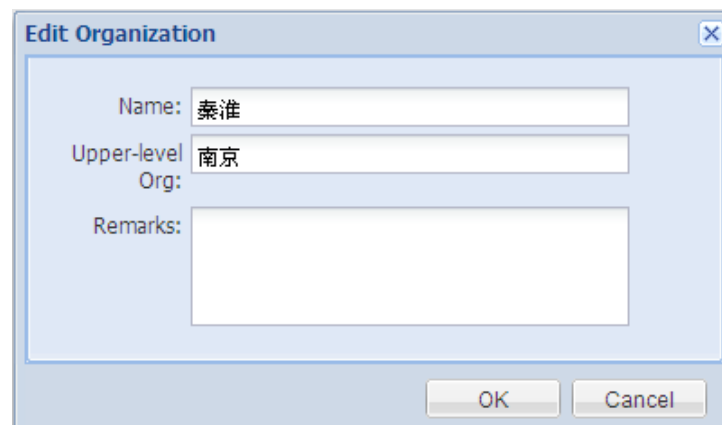 Edit Organization
Name: 秦淮
Upper-level Org: 南京
Remarks:
OK Cancel